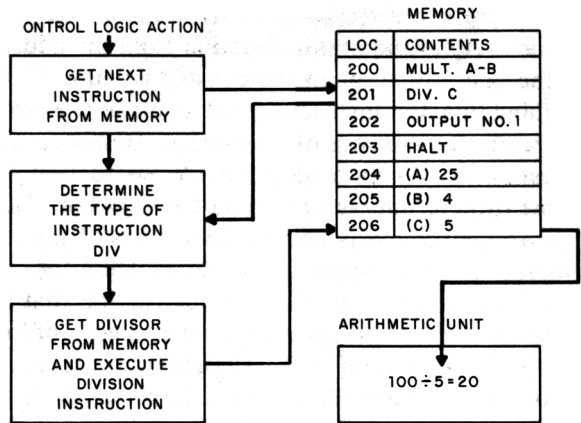 ONTROL LOGIC ACTION
GET NEXT
INSTRUCTION
FROM MEMORY
DETERMINE
THE TYPE OF
INSTRUCTION
DIV
GET DIVISOR
FROM MEMORY
AND EXECUTE
DIVISION
INSTRUCTION
MEMORY
LOC CONTENTS
200 MULT. A-B
201 DIV. C
202 OUTPUT NO. 1
203 HALT
204 (A) 25
205 (B) 4
206 (C) 5
ARITHMETIC UNIT
100÷5=20